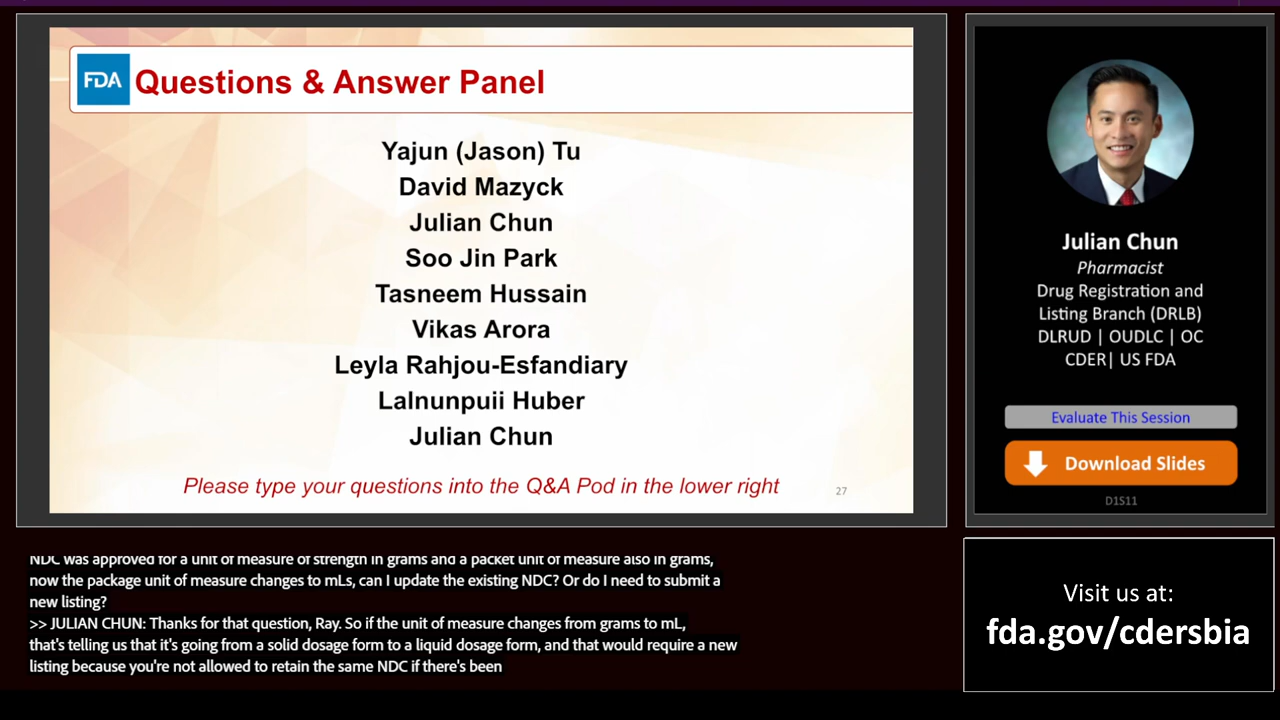 FDA Questions & Answer Panel
Yajun (Jason) Tu
David Mazyck
Julian Chun
Soo Jin Park
Tasneem Hussain
Vikas Arora
Leyla Rahjou-Esfandiary
Lalnunpuii Huber
Julian Chun
Please type your questions into the Q&A Pod in the lower right
27
Julian Chun
Pharmacist
Drug Registration and
Listing Branch (DRLB)
DLRUD | OUDLC | OC
CDER| US FDA
Evaluate This Session
Download Slides
D1S11
NDC was approved for a unit of measure of strength in grams and a packet unit of measure also in grams,
now the package unit of measure changes to mLs, can I update the existing NDC? Or do I need to submit a
new listing?
>> JULIAN CHUN: Thanks for that question, Ray. So if the unit of measure changes from grams to mL,
that's telling us that it's going from a solid dosage form to a liquid dosage form, and that would require a new
listing because you're not allowed to retain the same NDC if there's been
Visit us at:
fda.gov/cdersbia